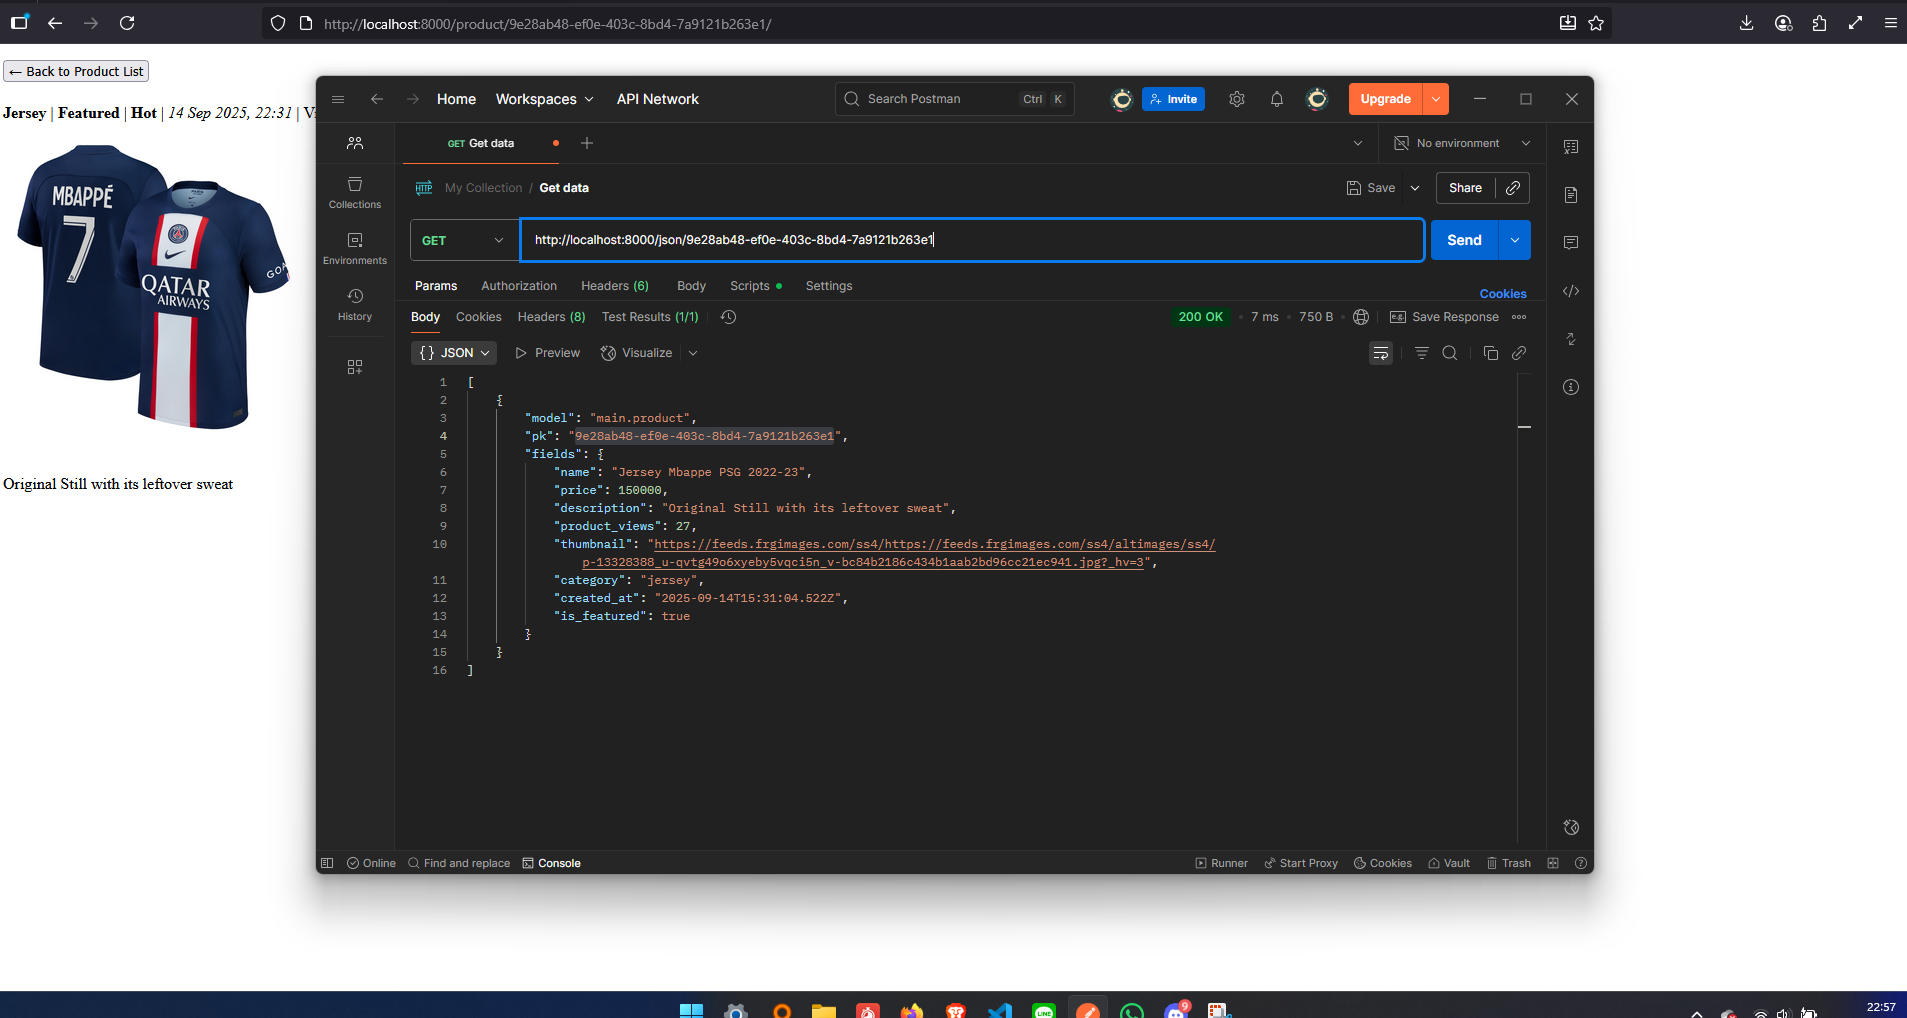 http://localhost:8000/product/9e28ab48-ef0e-403c-8bd4-7a9121b263e1/
← Back to Product List
Jersey | Featured | Hot | 14 Sep 2025, 22:31 |
MBAPPÉ
7
QATAR
AIRWAYS
GOA
Original Still with its leftover sweat
Home Workspaces API Network
Search Postman Ctrl K
Invite
Upgrade
GET Get data
No environment
HTTP My Collection / Get data
Save
Share
Collections
Environments
History
GET http://localhost:8000/json/9e28ab48-ef0e-403c-8bd4-7a9121b263e1
Send
Params Authorization Headers (6) Body Scripts Settings
Cookies
Body Cookies Headers (8) Test Results (1/1)
200 OK • 7 ms • 750 B
e.g. Save Response
{} JSON Preview Visualize
1 [
2 {
3 "model": "main.product",
4 "pk": "9e28ab48-ef0e-403c-8bd4-7a9121b263e1",
5 "fields": {
6 "name": "Jersey Mbappe PSG 2022-23",
7 "price": 150000,
8 "description": "Original Still with its leftover sweat",
9 "product_views": 27,
10 "thumbnail": "https://feeds.frgimages.com/ss4/https://feeds.frgimages.com/ss4/altimages/ss4/
p-13328388_u-qvtg49o6xyeby5vqci5n_v-bc84b2186c434b1aab2bd96cc21ec941.jpg?_hv=3",
11 "category": "jersey",
12 "created_at": "2025-09-14T15:31:04.522Z",
13 "is_featured": true
14 }
15 }
16 ]
Online Find and replace Console
Runner Start Proxy Cookies Vault Trash
LINE
9
22:57